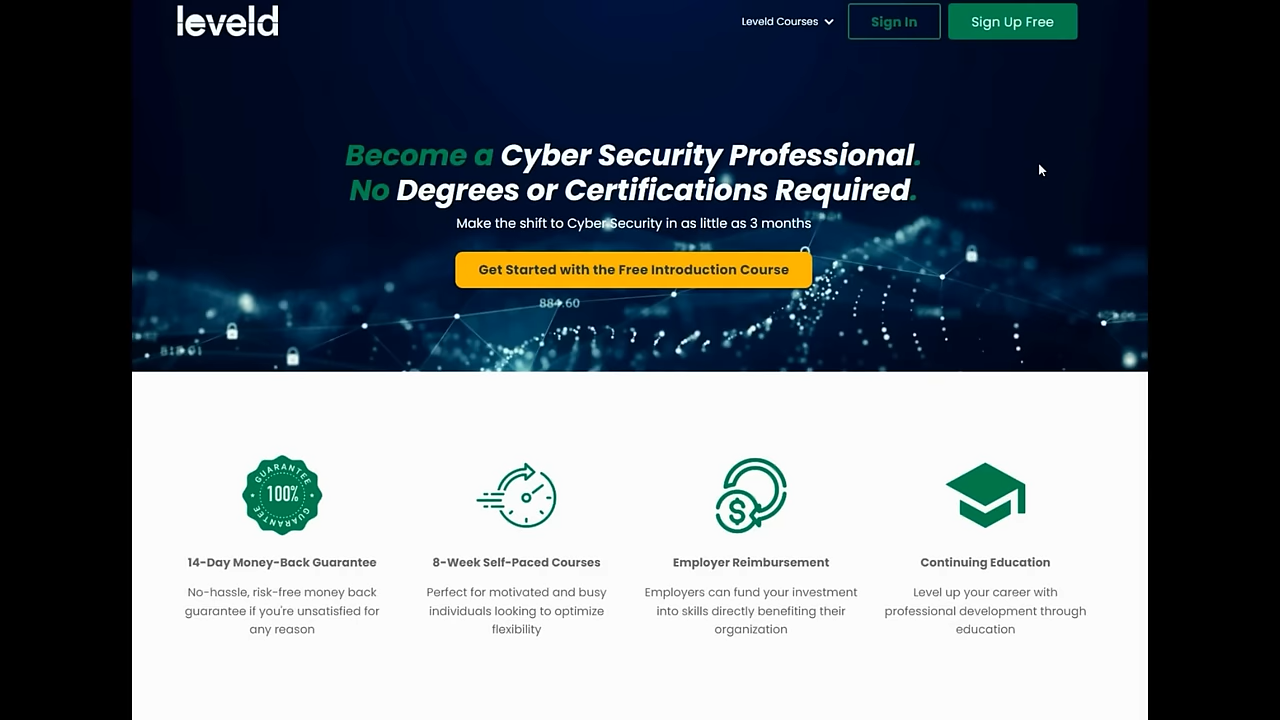 leveld
Leveld Courses
Sign In
Sign Up Free
Become a Cyber Security Professional.
No Degrees or Certifications Required.
Make the shift to Cyber Security in as little as 3 months
Get Started with the Free Introduction Course
884.60
GUARANTEE
100%
GUARANTEE
14-Day Money-Back Guarantee
No-hassle, risk-free money back
guarantee if you're unsatisfied for
any reason
8-Week Self-Paced Courses
Perfect for motivated and busy
individuals looking to optimize
flexibility
$
Employer Reimbursement
Employers can fund your investment
into skills directly benefiting their
organization
Continuing Education
Level up your career with
professional development through
education